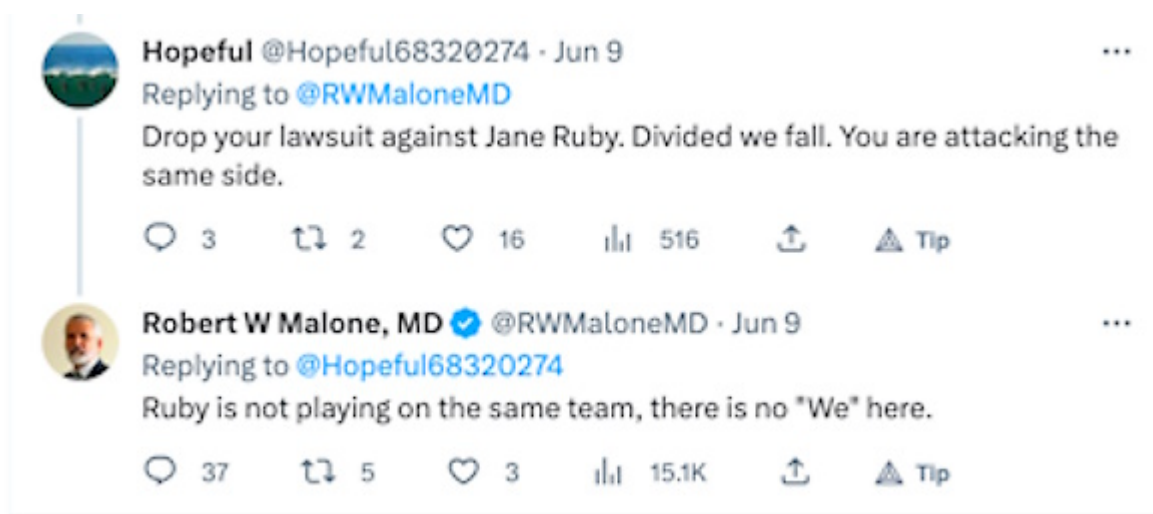 Hopeful @Hopeful68320274 · Jun 9
Replying to @RWMaloneMD
Drop your lawsuit against Jane Ruby. Divided we fall. You are attacking the
same side.
3 2 16 516 Tip
Robert W Malone, MD @RWMaloneMD · Jun 9
Replying to @Hopeful68320274
Ruby is not playing on the same team, there is no "We" here.
37 5 3 15.1K Tip